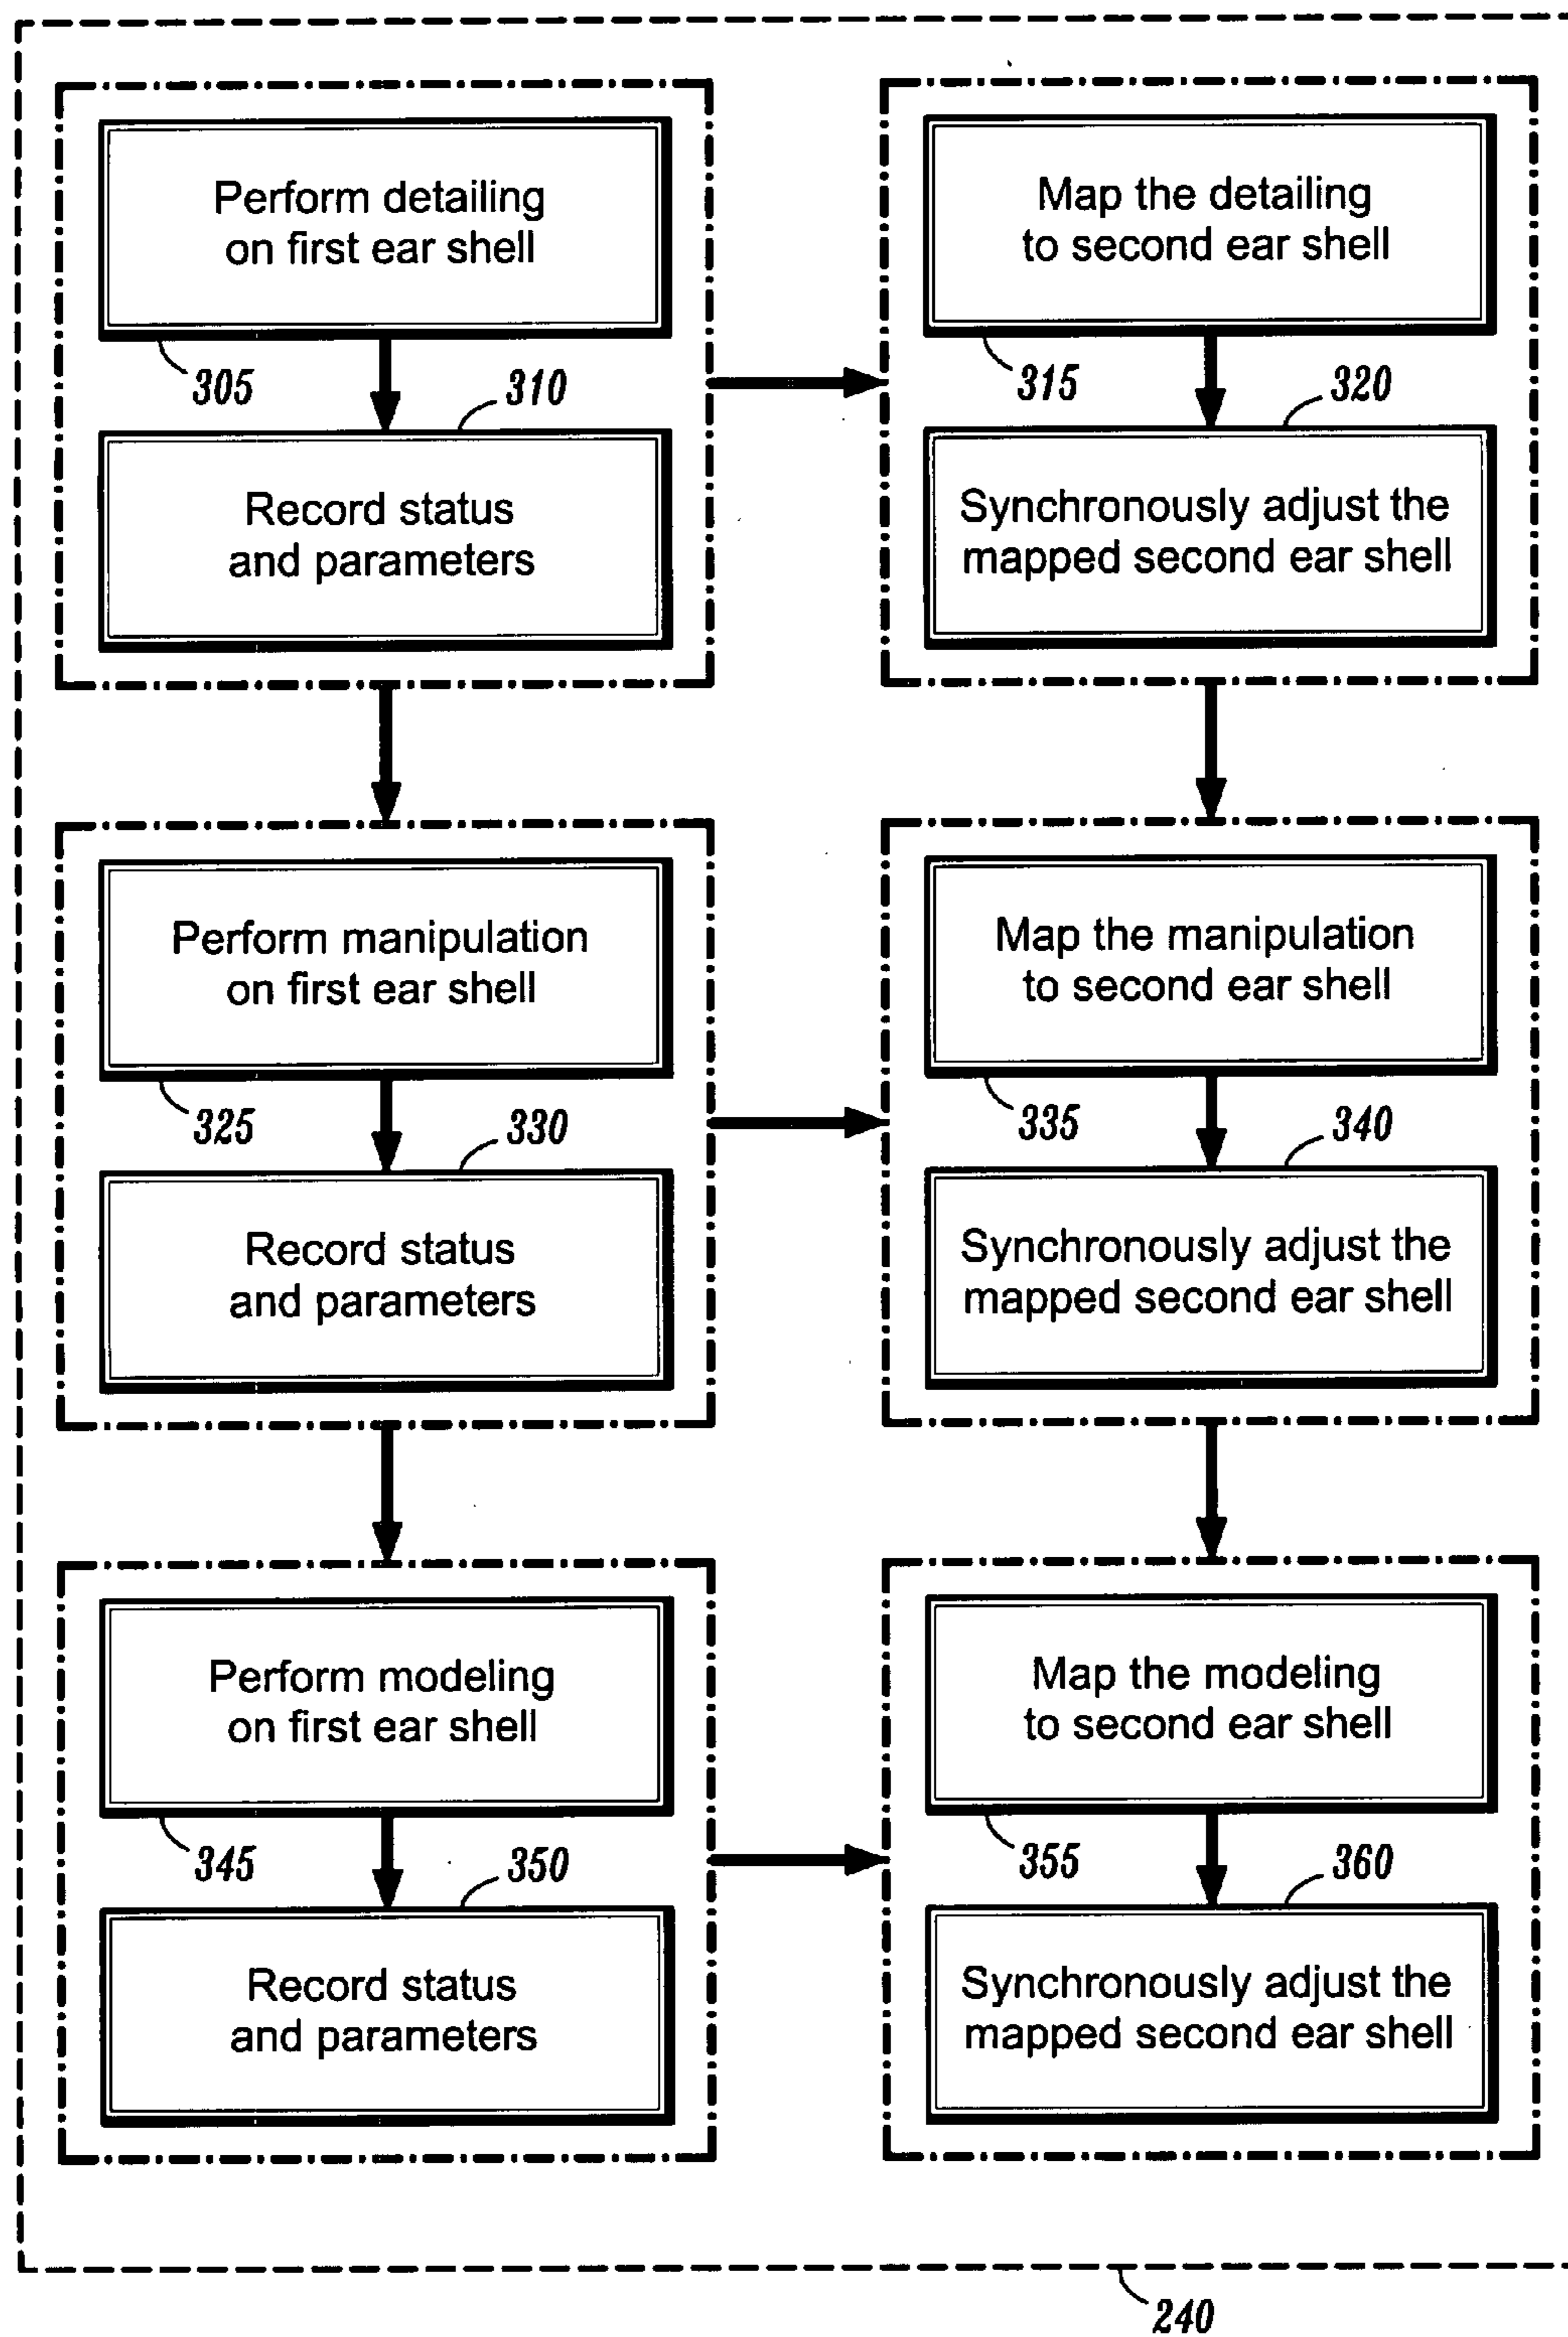 Perform detailing
on first ear shell
305
310
Record status
and parameters
Map the detailing
to second ear shell
315
320
Synchronously adjust the
mapped second ear shell
Perform manipulation
on first ear shell
325
330
Record status
and parameters
Map the manipulation
to second ear shell
335
340
Synchronously adjust the
mapped second ear shell
Perform modeling
on first ear shell
345
350
Record status
and parameters
Map the modeling
to second ear shell
355
360
Synchronously adjust the
mapped second ear shell
240